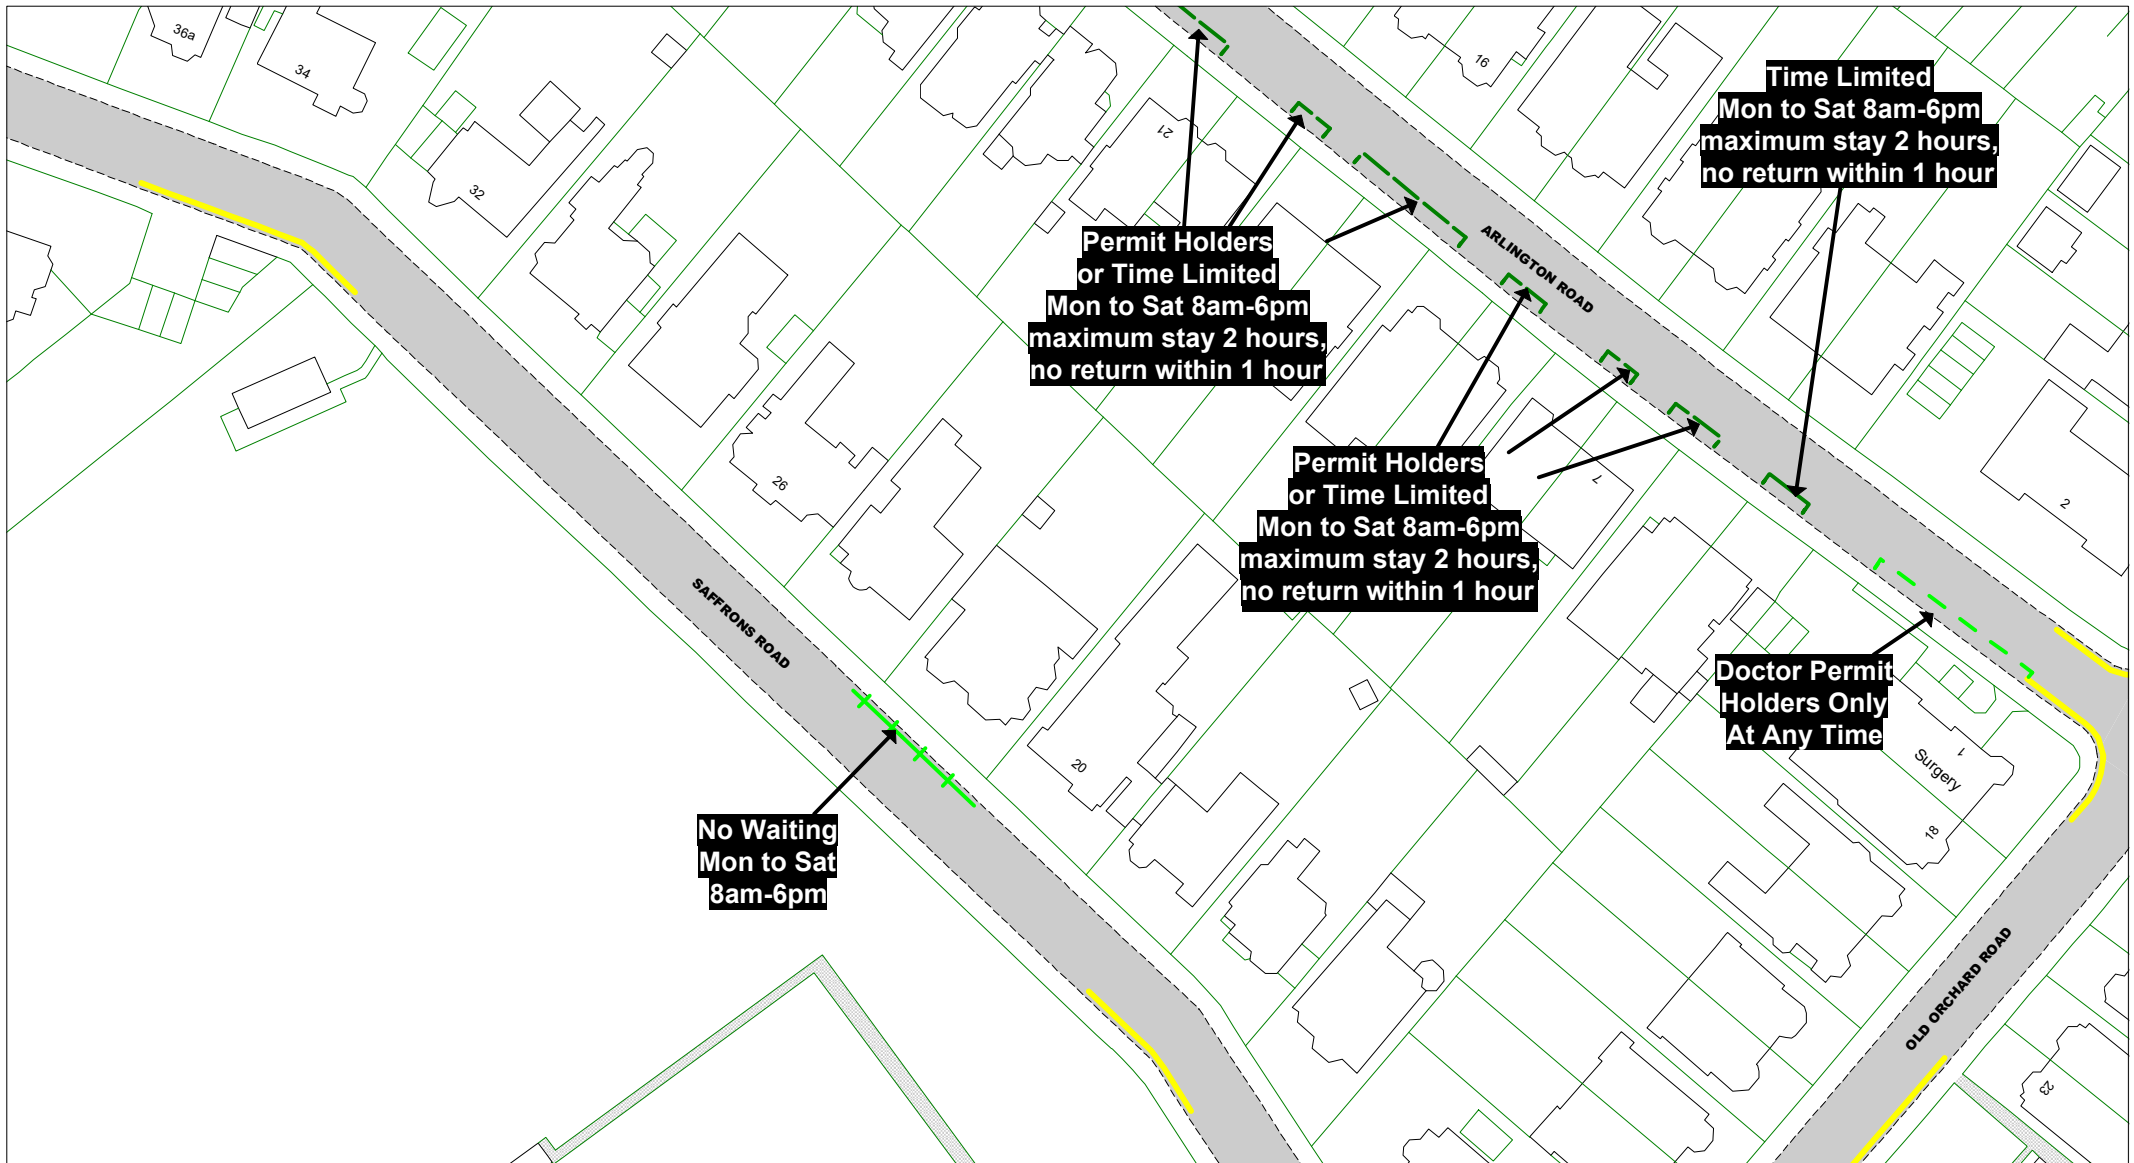 36a
34
32
21
16
Time Limited
Mon to Sat 8am-6pm
maximum stay 2 hours,
no return within 1 hour
Permit Holders
or Time Limited
Mon to Sat 8am-6pm
maximum stay 2 hours,
no return within 1 hour
ARLINGTON ROAD
Permit Holders
or Time Limited
Mon to Sat 8am-6pm
maximum stay 2 hours,
no return within 1 hour
26
7
2
SAFFRONS ROAD
Doctor Permit
Holders Only
At Any Time
20
1
Surgery
18
No Waiting
Mon to Sat
8am-6pm
OLD ORCHARD ROAD
23